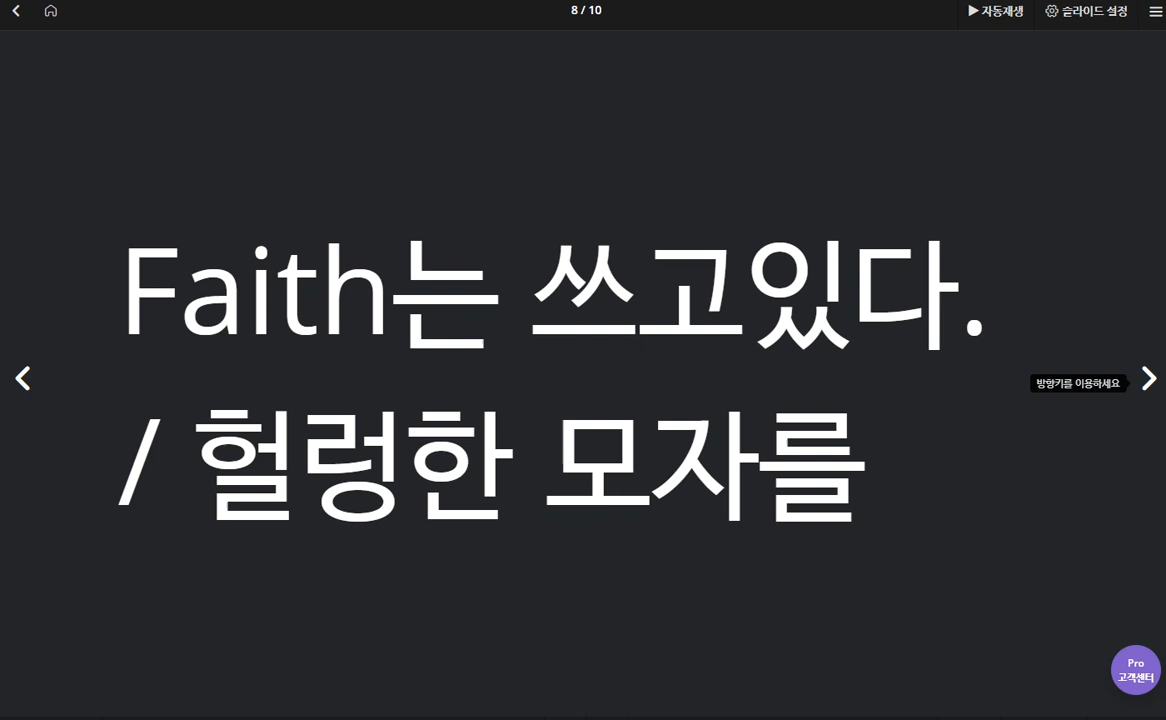 8 / 10
▶ 자동재생
슬라이드 설정
Faith는 쓰고있다.
/ 헐렁한 모자를
방향키를 이용하세요
Pro
고객센터